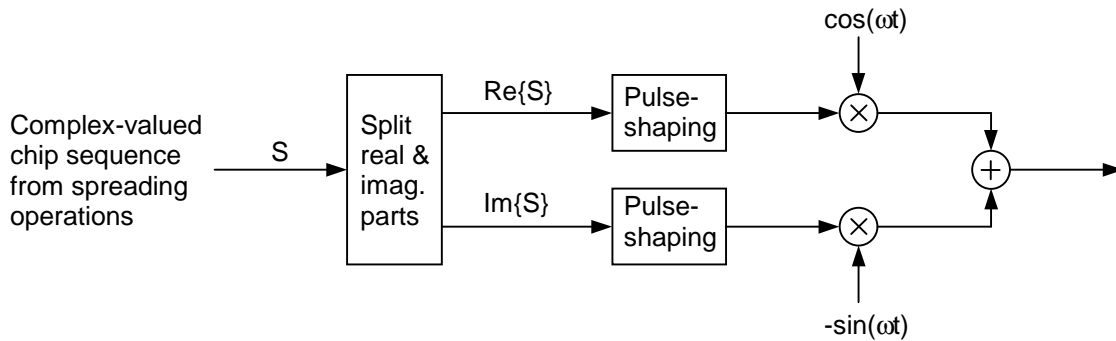 cos(ωt)
Complex-valued
chip sequence
from spreading
operations
S
Split
real &
imag.
parts
Re{S}
Im{S}
Pulse-
shaping
Pulse-
shaping
-sin(ωt)